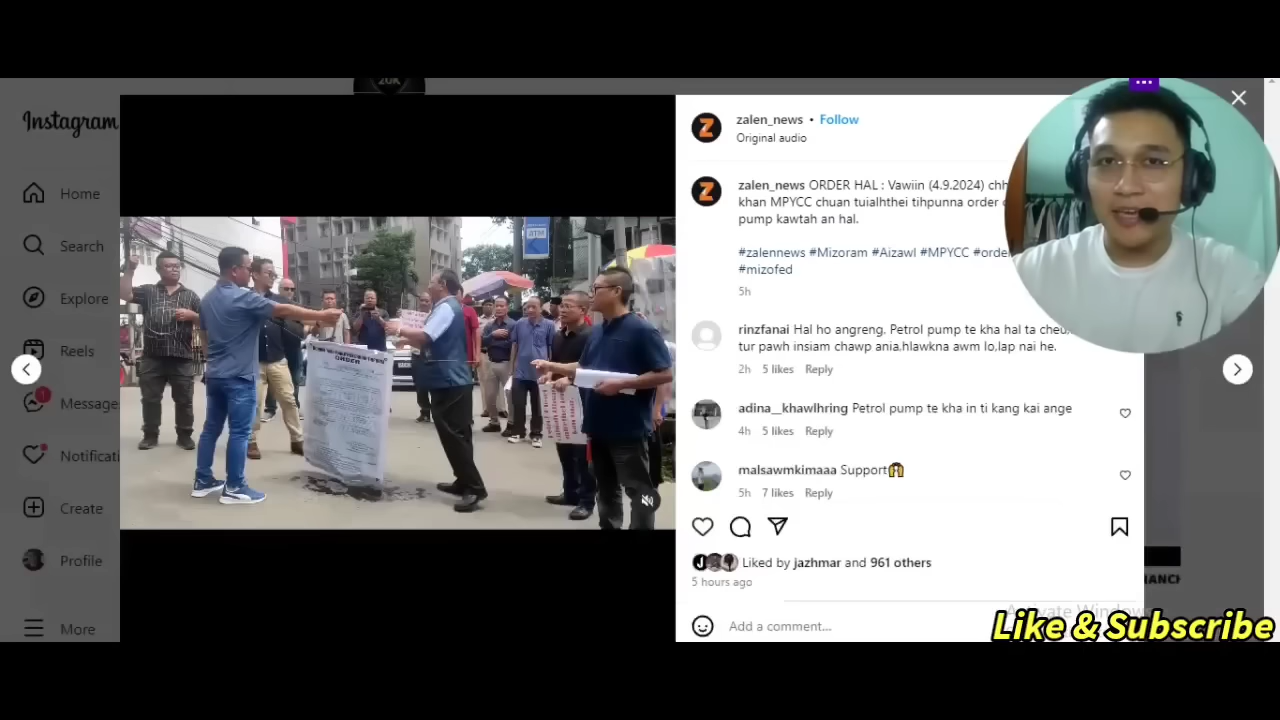 20K
Instagram
Home
Search
Explore
Reels
Message
Notificati
Create
Profile
More
ORDER
zalen_news • Follow
Original audio
zalen_news ORDER HAL : Vawiin (4.9.2024) chh
khan MPYCC chuan tuialhthei tihpunna order
pump kawtah an hal.
#zalennews #Mizoram #Aizawl #MPYCC #order
#mizofed
5h
rinzfanai Hal ho angreng. Petrol pump te kha hal ta cheu.
tur pawh insiam chawp ania.hlawkna awm lo,lap nai he.
2h 5 likes Reply
adina__khawlhring Petrol pump te kha in ti kang kai ange
4h 5 likes Reply
malsawmkimaaa Support
5h 7 likes Reply
Liked by jazhmar and 961 others
5 hours ago
Add a comment...
Activate Windows
Like & Subscribe